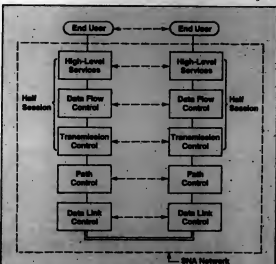 End User
End User
High-Level
Services
High-Level
Services
Half
Session
Data Flow
Control
Data Flow
Control
Half
Session
Transmission
Control
Transmission
Control
Path
Control
Path
Control
Data Link
Control
Data Link
Control
SNA Network